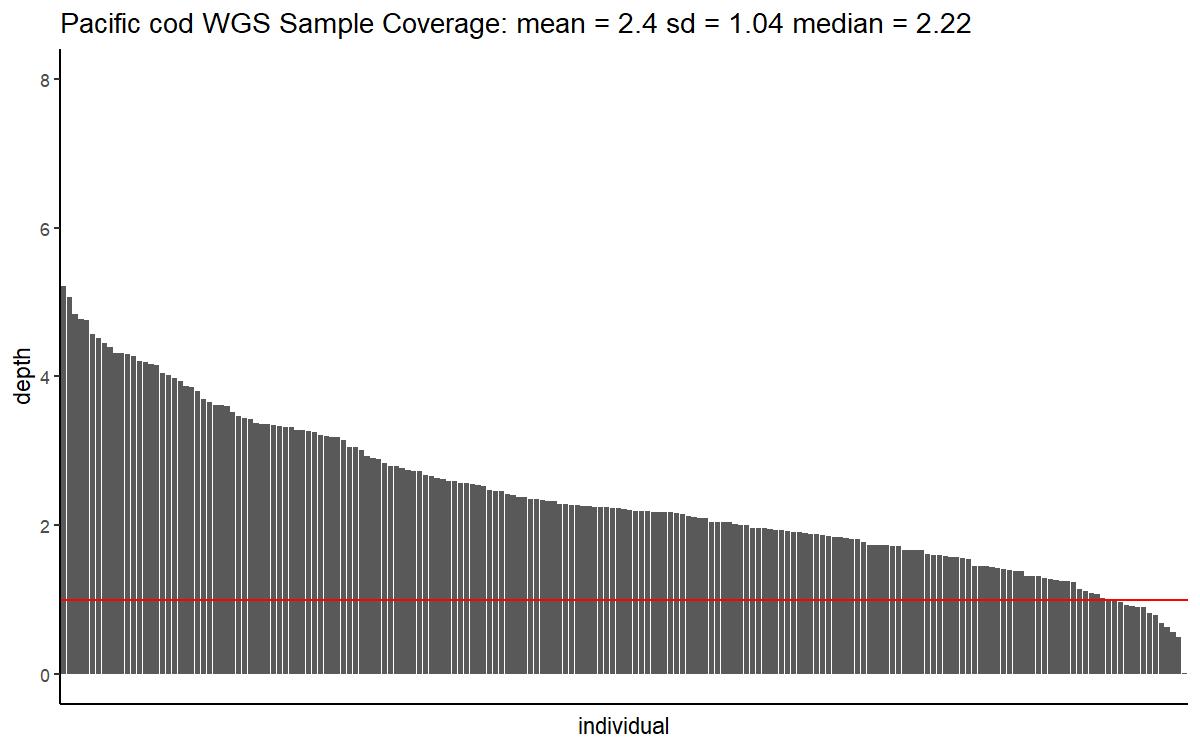 Pacific cod WGS Sample Coverage: mean = 2.4 sd = 1.04 median = 2.22
8
6
4
2
0
depth
individual